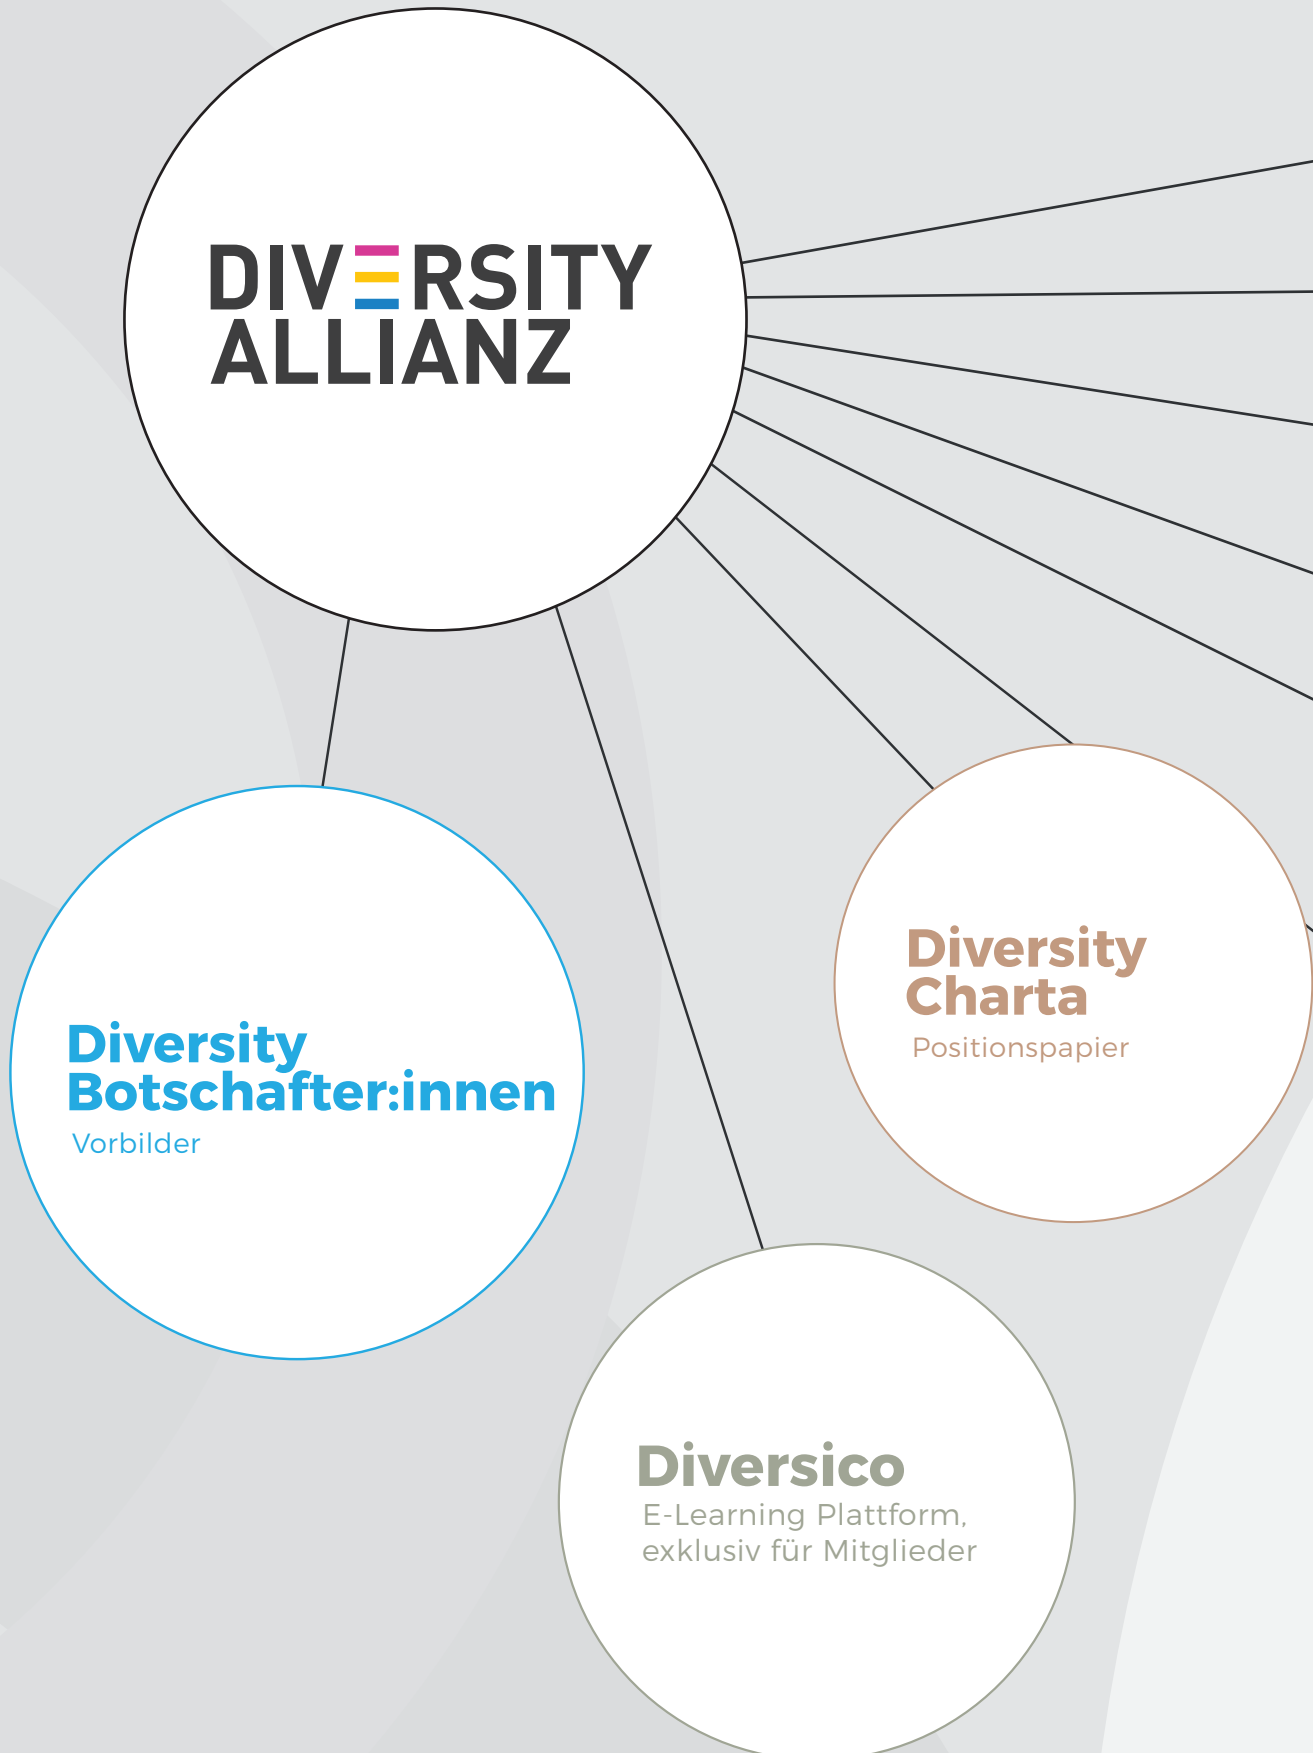 DIVERSITY
ALLIANZ
Diversity
Botschafter:innen
Vorbilder
Diversity
Charta
Positionspapier
Diversico
E-Learning Plattform,
exklusiv für Mitglieder